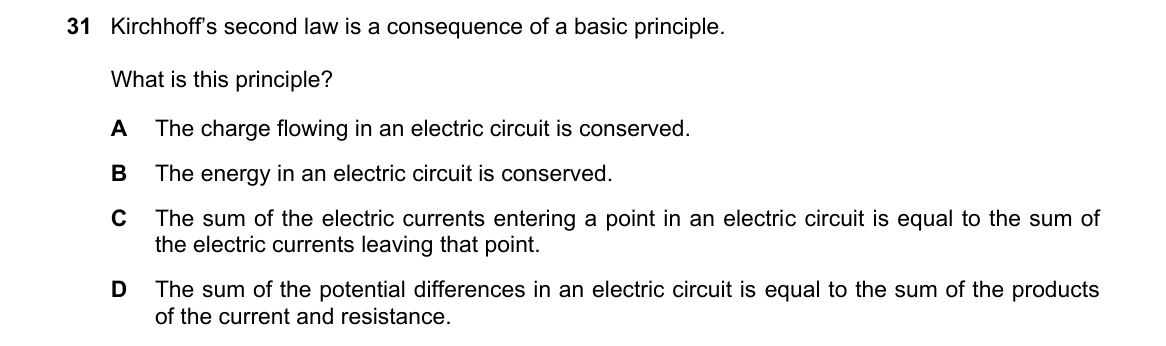 31 Kirchhoff's second law is a consequence of a basic principle.
What is this principle?
A The charge flowing in an electric circuit is conserved.
B The energy in an electric circuit is conserved.
C The sum of the electric currents entering a point in an electric circuit is equal to the sum of
the electric currents leaving that point.
D The sum of the potential differences in an electric circuit is equal to the sum of the products
of the current and resistance.